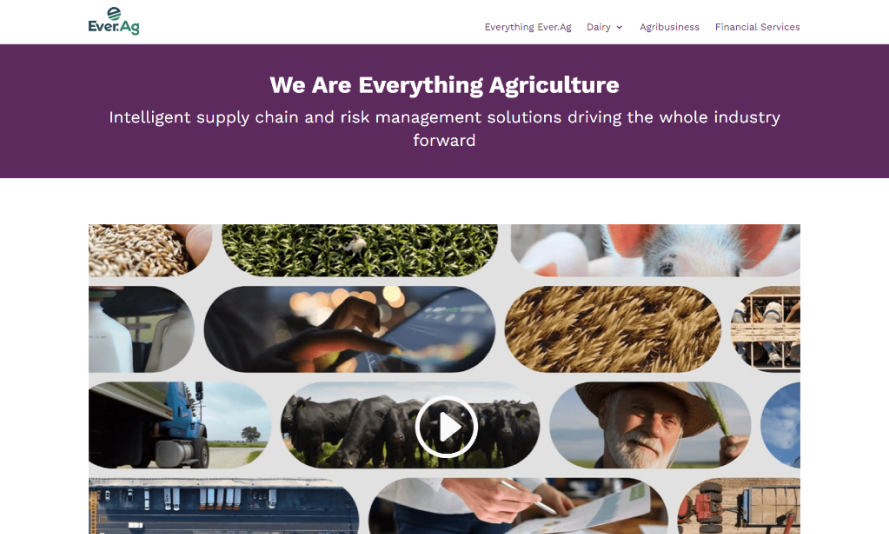 Ever.Ag
Everything Ever.Ag Dairy Agribusiness Financial Services
We Are Everything Agriculture
Intelligent supply chain and risk management solutions driving the whole industry
forward